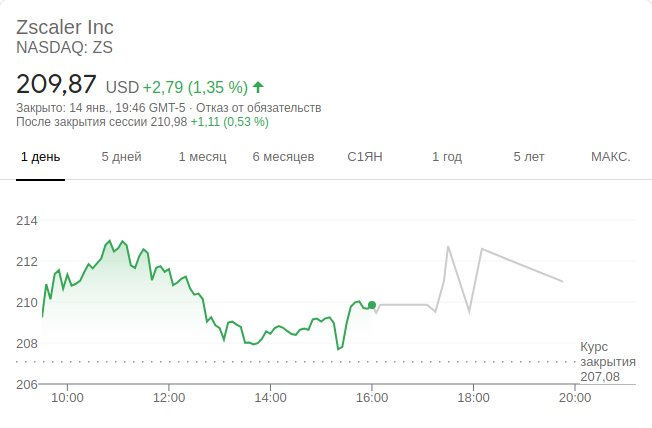 Zscaler Inc
NASDAQ: ZS
209,87 USD +2,79 (1,35 %)
Закрыто: 14 янв., 19:46 GMT-5 · Отказ от обязательств
После закрытия сессии 210,98 +1,11 (0,53 %)
1 день 5 дней 1 месяц 6 месяцев С1ЯН 1 год 5 лет МАКС.
214
212
210
208
206
Курс
закрытия
207,08
10:00 12:00 14:00 16:00 18:00 20:00